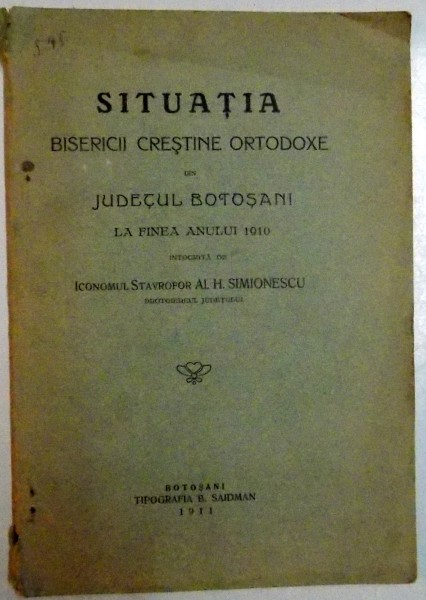 SITUAȚIA
BISERICII CREȘTINE ORTODOXE
DIN
JUDEȚUL BOTOȘANI
LA FINEA ANULUI 1910
INTOCMITĂ DE
ICONOMUL STAVROFOR AL. H. SIMIONESCU
PROTOIEREUL JUDEȚULUI
BOTOȘANI
TIPOGRAFIA B. SAIDMAN
1911